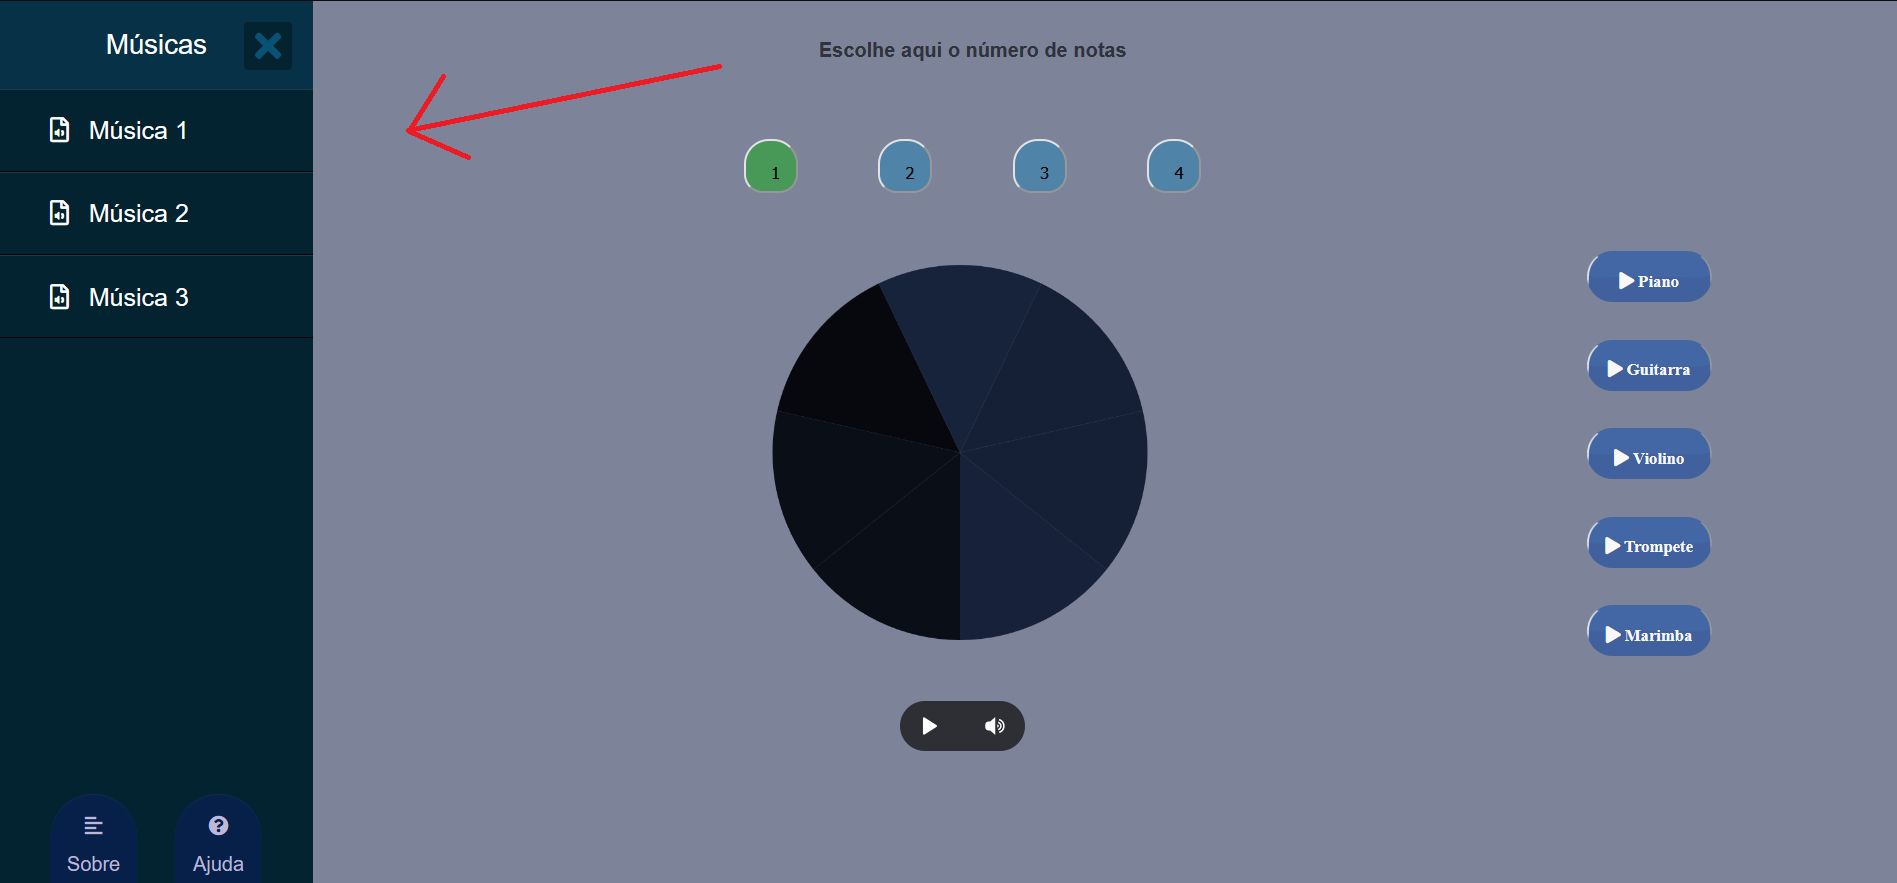 Músicas
Música 1
Música 2
Música 3
Sobre
Ajuda
Escolhe aqui o número de notas
1 2 3 4
Piano
Guitarra
Violino
Trompete
Marimba